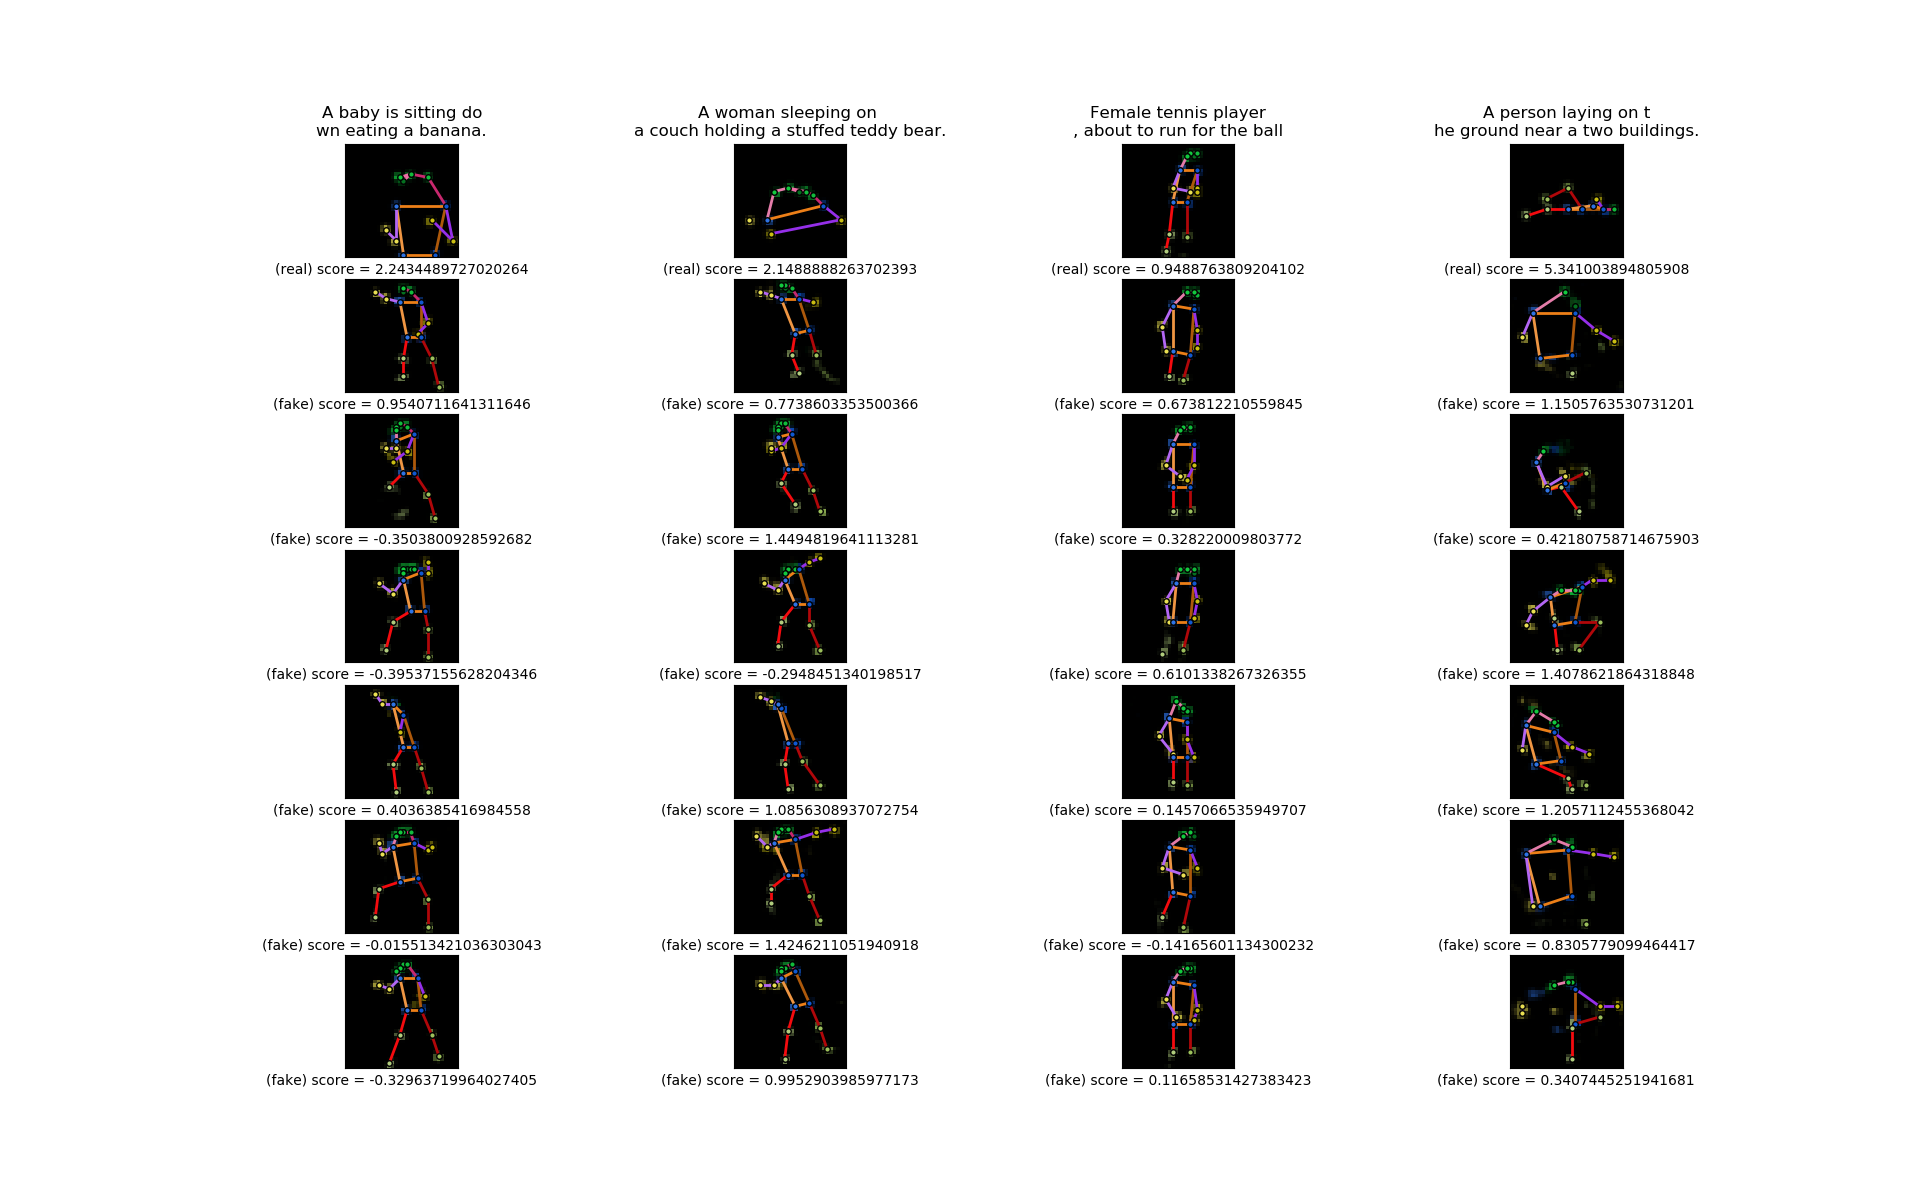 A baby is sitting do
wn eating a banana.
A woman sleeping on
a couch holding a stuffed teddy bear.
Female tennis player
, about to run for the ball
A person laying on t
he ground near a two buildings.
(real) score = 2.2434489727020264
(real) score = 2.1488888263702393
(real) score = 0.9488763809204102
(real) score = 5.341003894805908
(fake) score = 0.9540711641311646
(fake) score = 0.7738603353500366
(fake) score = 0.673812210559845
(fake) score = 1.1505763530731201
(fake) score = -0.3503800928592682
(fake) score = 1.4494819641113281
(fake) score = 0.328220009803772
(fake) score = 0.42180758714675903
(fake) score = -0.39537155628204346
(fake) score = -0.2948451340198517
(fake) score = 0.6101338267326355
(fake) score = 1.4078621864318848
(fake) score = 0.4036385416984558
(fake) score = 1.0856308937072754
(fake) score = 0.1457066535949707
(fake) score = 1.2057112455368042
(fake) score = -0.015513421036303043
(fake) score = 1.4246211051940918
(fake) score = -0.14165601134300232
(fake) score = 0.8305779099464417
(fake) score = -0.32963719964027405
(fake) score = 0.9952903985977173
(fake) score = 0.11658531427383423
(fake) score = 0.3407445251941681